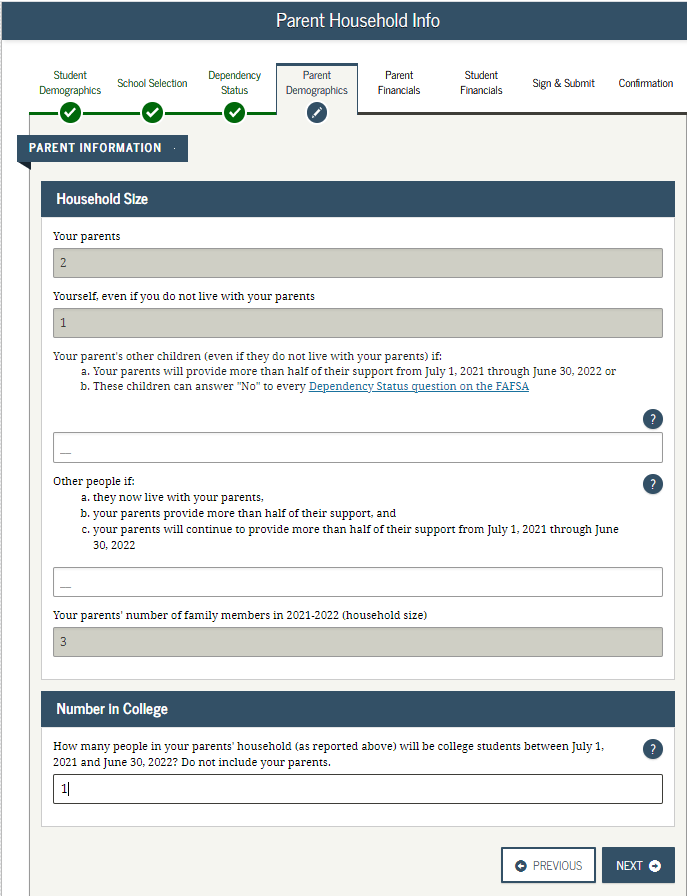 Parent Household Info
Student Demographics
School Selection
Dependency Status
Parent Demographics
Parent Financials
Student Financials
Sign & Submit
Confirmation
PARENT INFORMATION
Household Size
Your parents
2
Yourself, even if you do not live with your parents
1
Your parent's other children (even if they do not live with your parents) if:
a. Your parents will provide more than half of their support from July 1, 2021 through June 30, 2022 or
b. These children can answer "No" to every Dependency Status question on the FAFSA
?
__
Other people if:
?
a. they now live with your parents,
b. your parents provide more than half of their support, and
c. your parents will continue to provide more than half of their support from July 1, 2021 through June
30, 2022
__
Your parents' number of family members in 2021-2022 (household size)
3
Number in College
How many people in your parents' household (as reported above) will be college students between July 1,
2021 and June 30, 2022? Do not include your parents.
?
1
PREVIOUS
NEXT